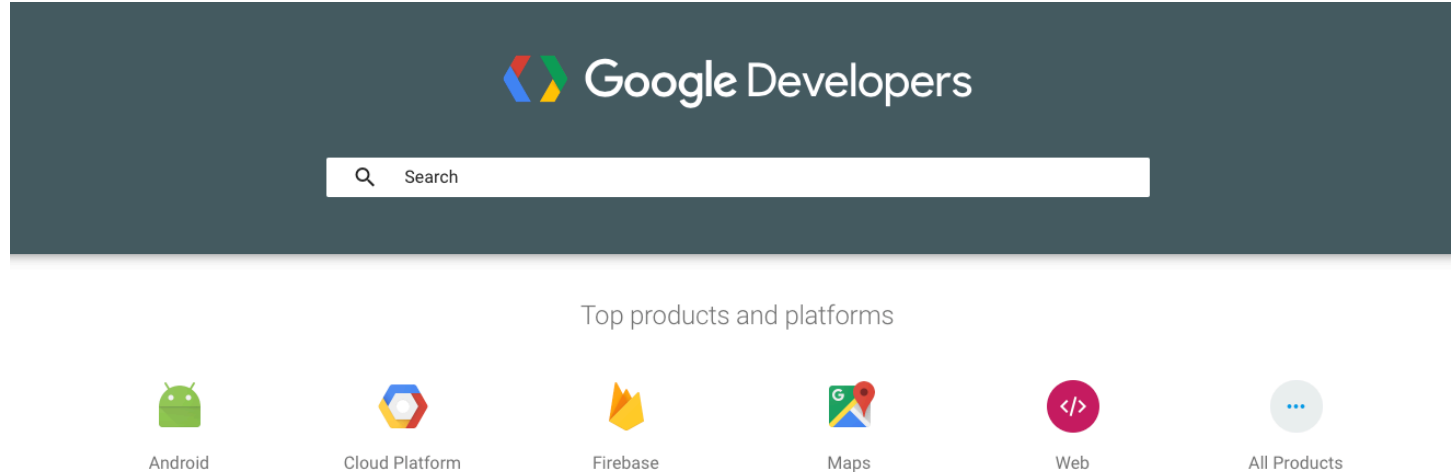 Google Developers
Search
Top products and platforms
G
</>
Android Cloud Platform Firebase Maps Web All Products